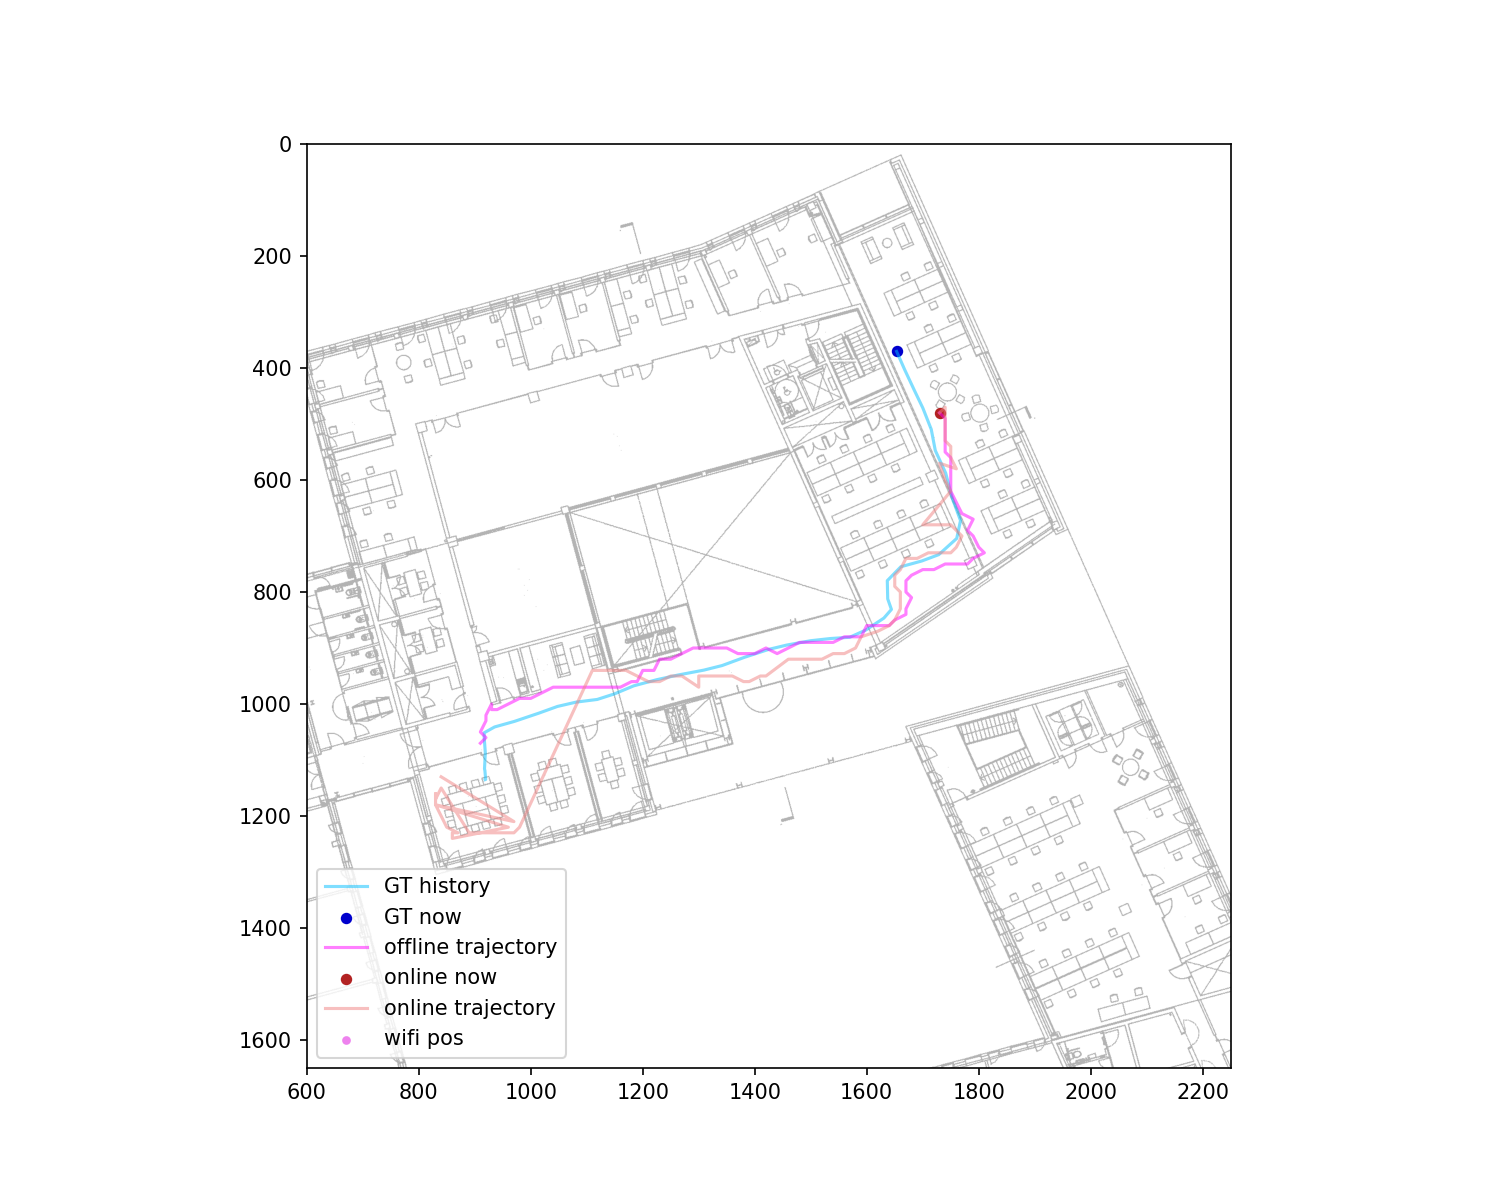 0
200
400
600
800
1000
1200
1400
1600
600 800 1000 1200 1400 1600 1800 2000 2200
GT history
GT now
offline trajectory
online now
online trajectory
wifi pos